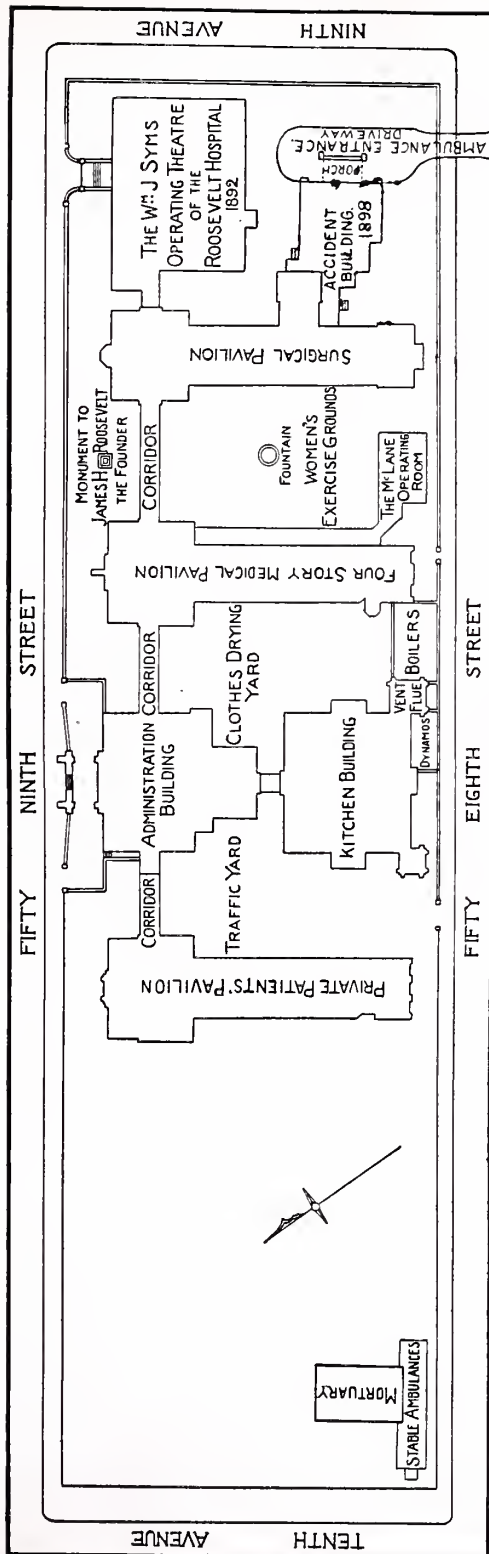 FIFTY NINTH STREET
NINTH AVENUE
FIFTY EIGHTH STREET
TENTH AVENUE
THE WM J SYMS
OPERATING THEATRE
OF THE
ROOSEVELT HOSPITAL
1892
AMBULANCE ENTRANCE.
DRIVEWAY
PORCH
ACCIDENT
BUILDING.
1898
SURGICAL PAVILION
MONUMENT TO
JAMES H ROOSEVELT
THE FOUNDER
CORRIDOR
FOUNTAIN
WOMEN'S
EXERCISE GROUNDS
THE MCLANE
OPERATING
ROOM
FOUR STORY MEDICAL PAVILION
CORRIDOR
CLOTHES DRYING
YARD
BOILERS
VENT
FLUE
DYNAMOS
ADMINISTRATION
BUILDING
KITCHEN BUILDING
CORRIDOR
TRAFFIC YARD
PRIVATE PATIENTS' PAVILION
MORTUARY
STABLE AMBULANCES